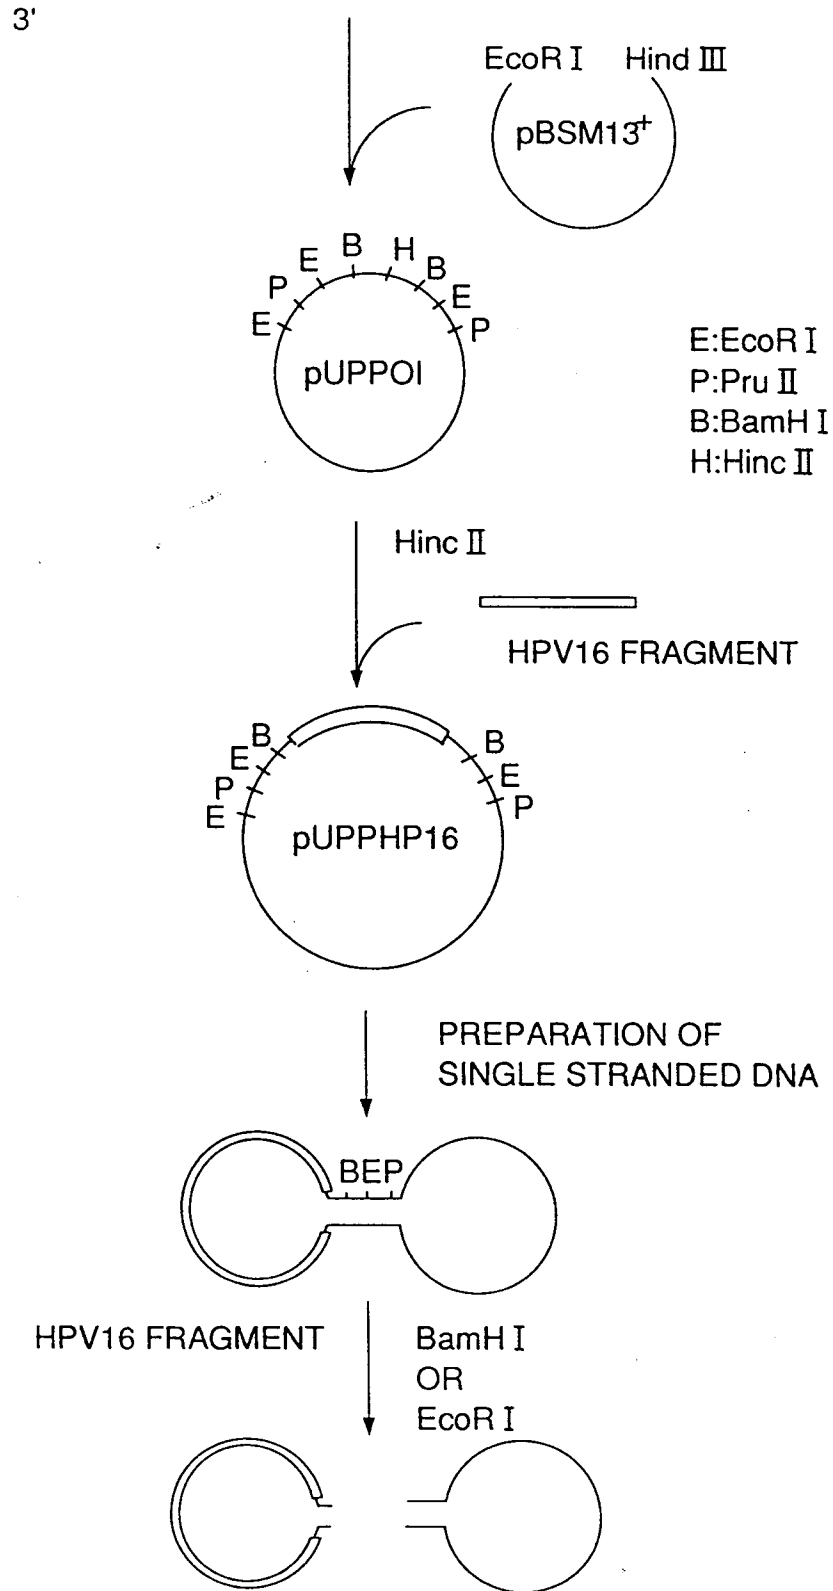 3'
EcoR I Hind III
pBSM13+
E P E B H B E P
pUPPOI
E:EcoR I
P:Pru II
B:BamH I
H:Hinc II
Hinc II
HPV16 FRAGMENT
E P E B B E P
pUPPHP16
PREPARATION OF
SINGLE STRANDED DNA
BEP
HPV16 FRAGMENT
BamH I
OR
EcoR I